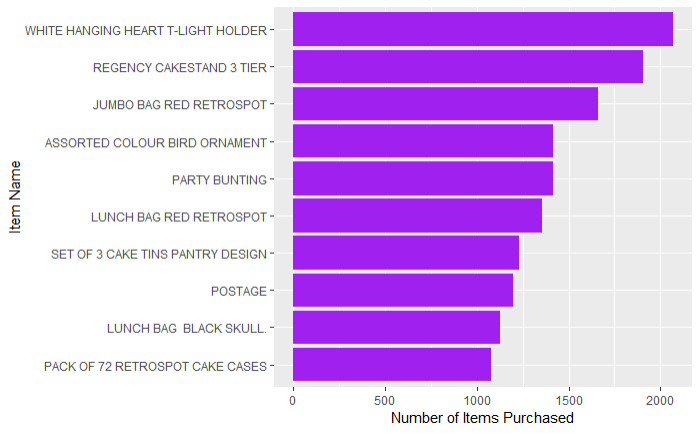 WHITE HANGING HEART T-LIGHT HOLDER
REGENCY CAKESTAND 3 TIER
JUMBO BAG RED RETROSPOT
ASSORTED COLOUR BIRD ORNAMENT
PARTY BUNTING
LUNCH BAG RED RETROSPOT
SET OF 3 CAKE TINS PANTRY DESIGN
POSTAGE
LUNCH BAG  BLACK SKULL.
PACK OF 72 RETROSPOT CAKE CASES
Item Name
0 500 1000 1500 2000
Number of Items Purchased